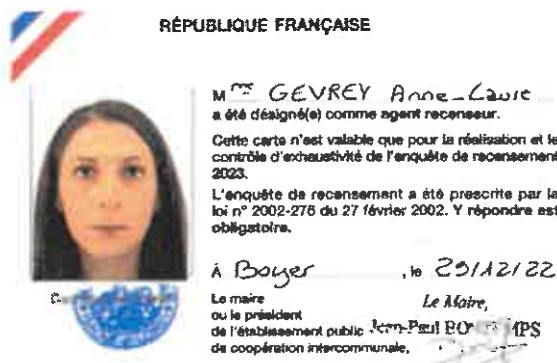 RÉPUBLIQUE FRANÇAISE
Mme GEVREY Anne-Laure
a été désigné(e) comme agent recenseur.
Cette carte n'est valable que pour la réalisation et le
contrôle d'exhaustivité de l'enquête de recensement
2023.
L'enquête de recensement a été prescrite par la
loi n° 2002-276 du 27 février 2002. Y répondre est
obligatoire.
À Boyer , le 29/12/22
Le maire
ou le président
de l'établissement public
de coopération intercommunale,
Le Maire,
Jean-Paul